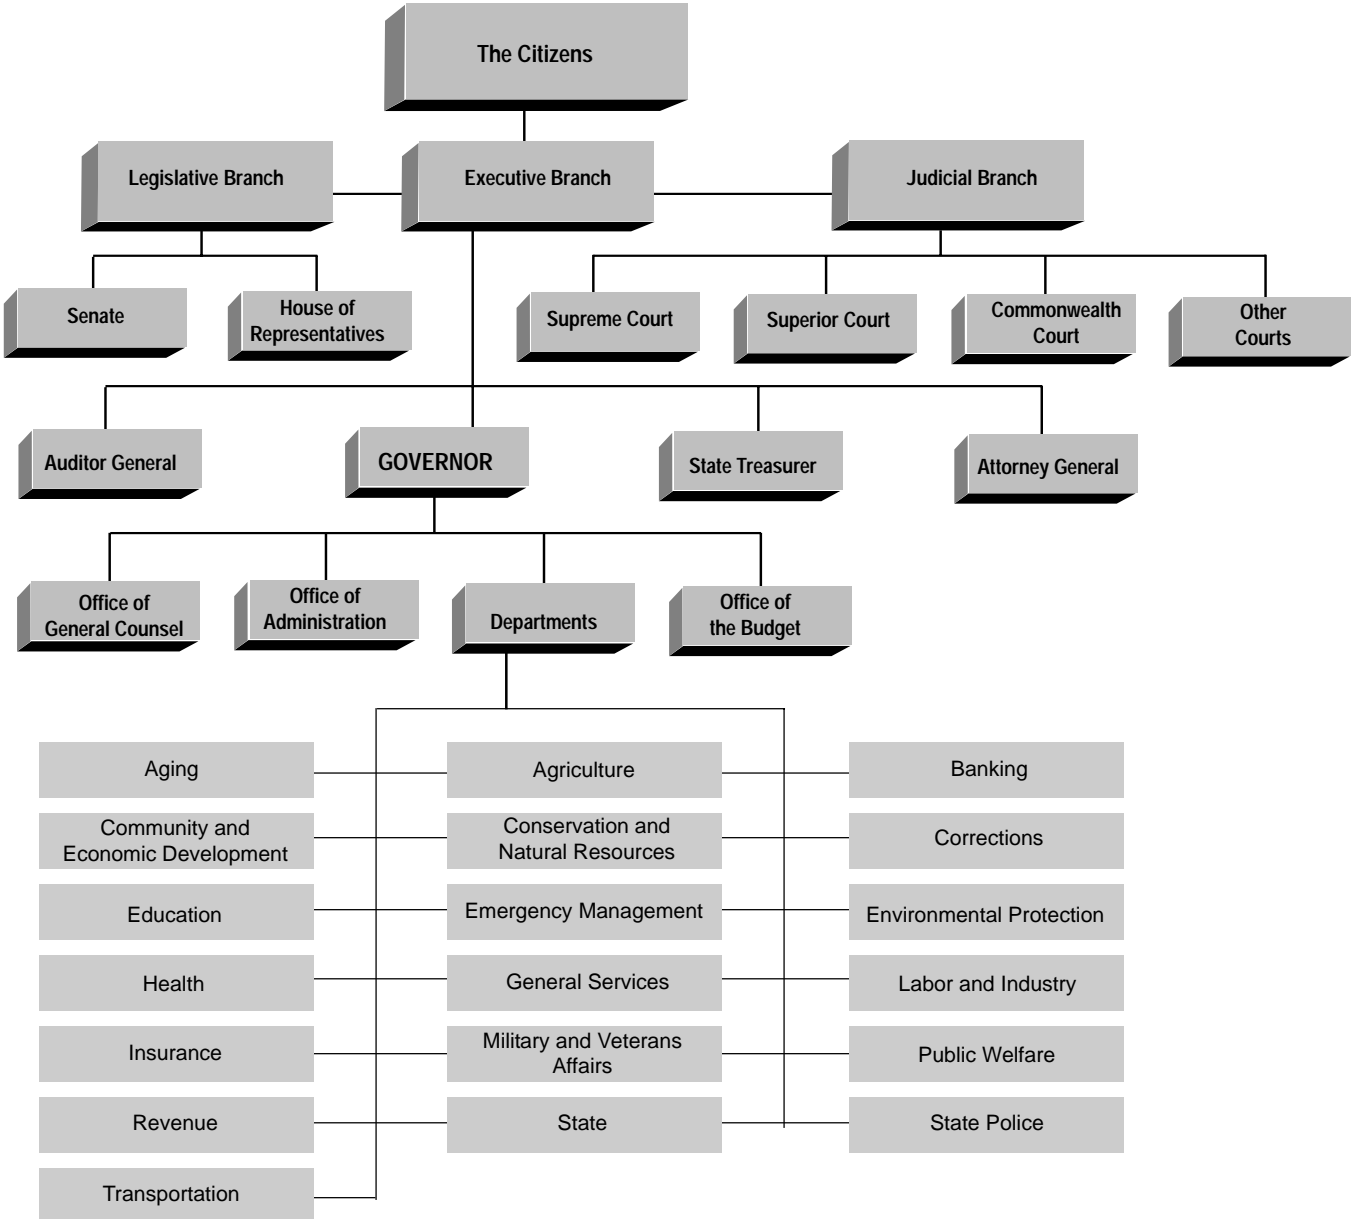 The Citizens
Legislative Branch
Executive Branch
Judicial Branch
Senate
House of
Representatives
Supreme Court
Superior Court
Commonwealth
Court
Other
Courts
Auditor General
GOVERNOR
State Treasurer
Attorney General
Office of
General Counsel
Office of
Administration
Departments
Office of
the Budget
Aging
Agriculture
Banking
Community and
Economic Development
Conservation and
Natural Resources
Corrections
Education
Emergency Management
Environmental Protection
Health
General Services
Labor and Industry
Insurance
Military and Veterans
Affairs
Public Welfare
Revenue
State
State Police
Transportation